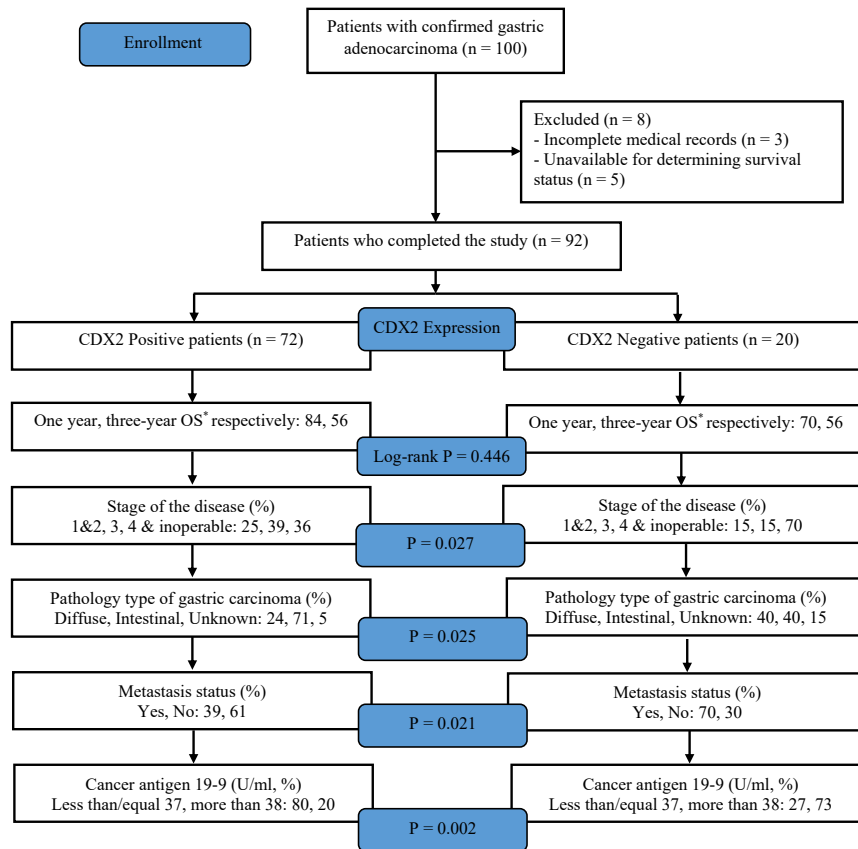 Enrollment
Patients with confirmed gastric
adenocarcinoma (n = 100)
Excluded (n = 8)
- Incomplete medical records (n = 3)
- Unavailable for determining survival
status (n = 5)
Patients who completed the study (n = 92)
CDX2 Expression
CDX2 Positive patients (n = 72)
CDX2 Negative patients (n = 20)
One year, three-year OS* respectively: 84, 56
One year, three-year OS* respectively: 70, 56
Log-rank P = 0.446
Stage of the disease (%)
1&2, 3, 4 & inoperable: 25, 39, 36
Stage of the disease (%)
1&2, 3, 4 & inoperable: 15, 15, 70
P = 0.027
Pathology type of gastric carcinoma (%)
Diffuse, Intestinal, Unknown: 24, 71, 5
Pathology type of gastric carcinoma (%)
Diffuse, Intestinal, Unknown: 40, 40, 15
P = 0.025
Metastasis status (%)
Yes, No: 39, 61
Metastasis status (%)
Yes, No: 70, 30
P = 0.021
Cancer antigen 19-9 (U/ml, %)
Less than/equal 37, more than 38: 80, 20
Cancer antigen 19-9 (U/ml, %)
Less than/equal 37, more than 38: 27, 73
P = 0.002